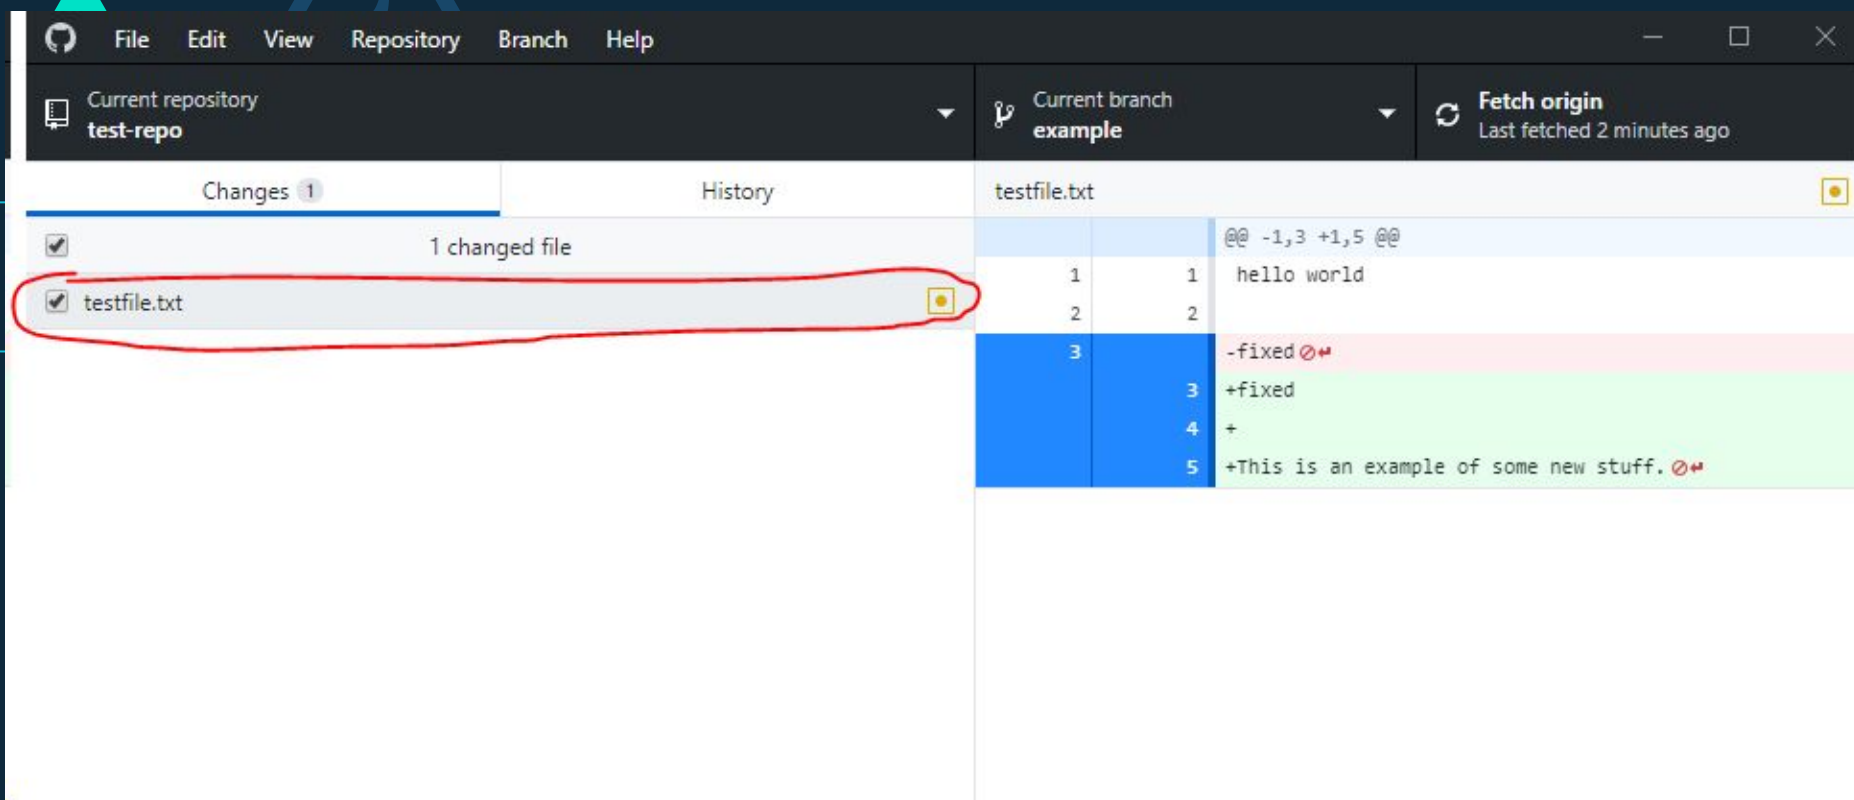 File Edit View Repository Branch Help
Current repository
test-repo
Current branch
example
Fetch origin
Last fetched 2 minutes ago
Changes 1
History
testfile.txt
1 changed file
testfile.txt
@@ -1,3 +1,5 @@
1 1 hello world
2 2
3 -fixed
3 +fixed
4 +
5 +This is an example of some new stuff.